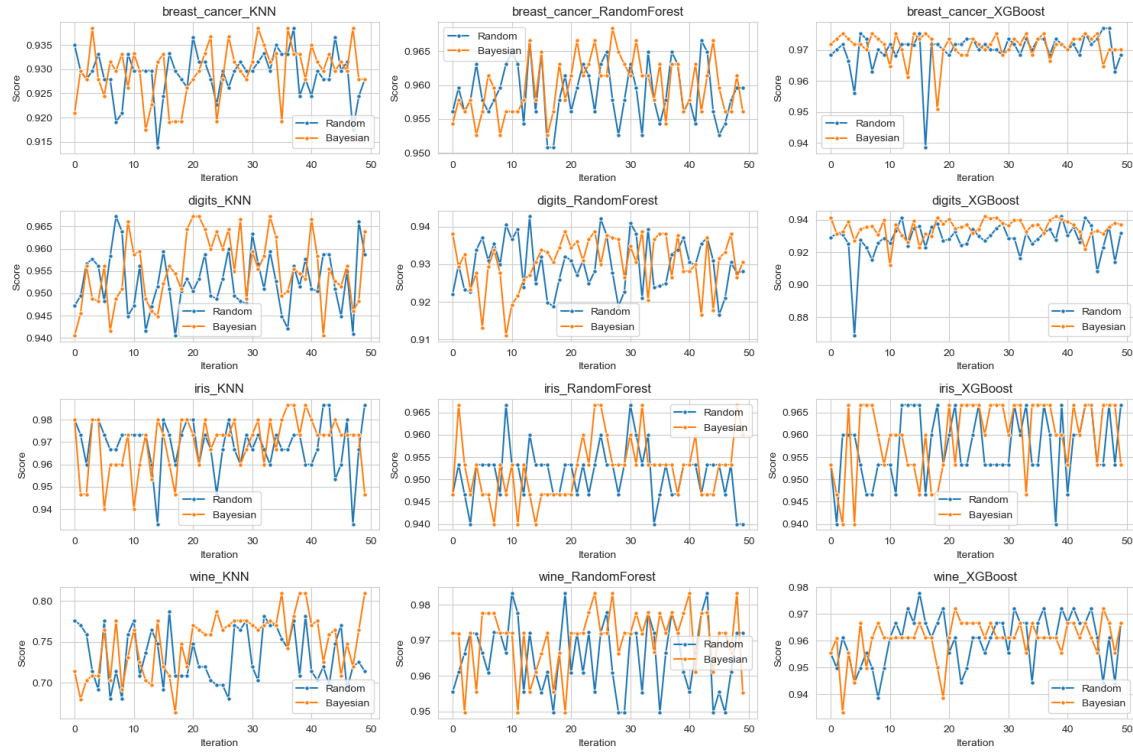 breast_cancer_KNN
Score
0.935
0.930
0.925
0.920
0.915
Random
Bayesian
0 10 20 30 40 50
Iteration
breast_cancer_RandomForest
Score
0.965
0.960
0.955
0.950
Random
Bayesian
0 10 20 30 40 50
Iteration
breast_cancer_XGBoost
Score
0.97
0.96
0.95
0.94
Random
Bayesian
0 10 20 30 40 50
Iteration
digits_KNN
Score
0.965
0.960
0.955
0.950
0.945
0.940
Random
Bayesian
0 10 20 30 40 50
Iteration
digits_RandomForest
Score
0.94
0.93
0.92
0.91
Random
Bayesian
0 10 20 30 40 50
Iteration
digits_XGBoost
Score
0.94
0.92
0.90
0.88
Random
Bayesian
0 10 20 30 40 50
Iteration
iris_KNN
Score
0.98
0.97
0.96
0.95
0.94
Random
Bayesian
0 10 20 30 40 50
Iteration
iris_RandomForest
Score
0.965
0.960
0.955
0.950
0.945
0.940
Random
Bayesian
0 10 20 30 40 50
Iteration
iris_XGBoost
Score
0.965
0.960
0.955
0.950
0.945
0.940
Random
Bayesian
0 10 20 30 40 50
Iteration
wine_KNN
Score
0.80
0.75
0.70
Random
Bayesian
0 10 20 30 40 50
Iteration
wine_RandomForest
Score
0.98
0.97
0.96
0.95
Random
Bayesian
0 10 20 30 40 50
Iteration
wine_XGBoost
Score
0.98
0.97
0.96
0.95
0.94
Random
Bayesian
0 10 20 30 40 50
Iteration